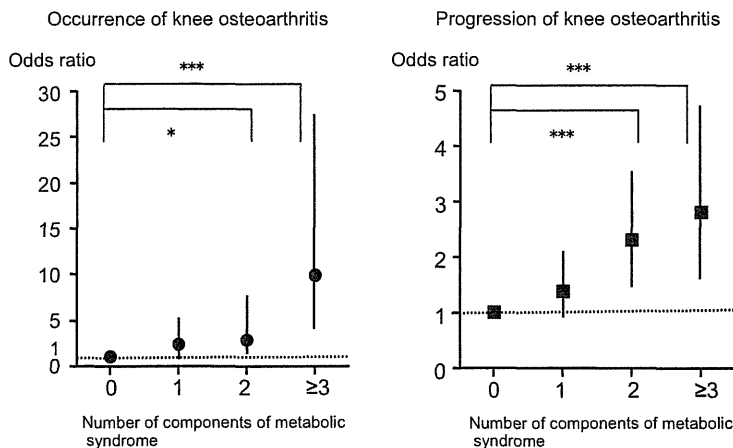 Occurrence of knee osteoarthritis
Odds ratio
***
*
30
25
20
15
10
5
1
0
0 1 2 ≥3
Number of components of metabolic
syndrome
Progression of knee osteoarthritis
Odds ratio
***
***
5
4
3
2
1
0
0 1 2 ≥3
Number of components of metabolic
syndrome